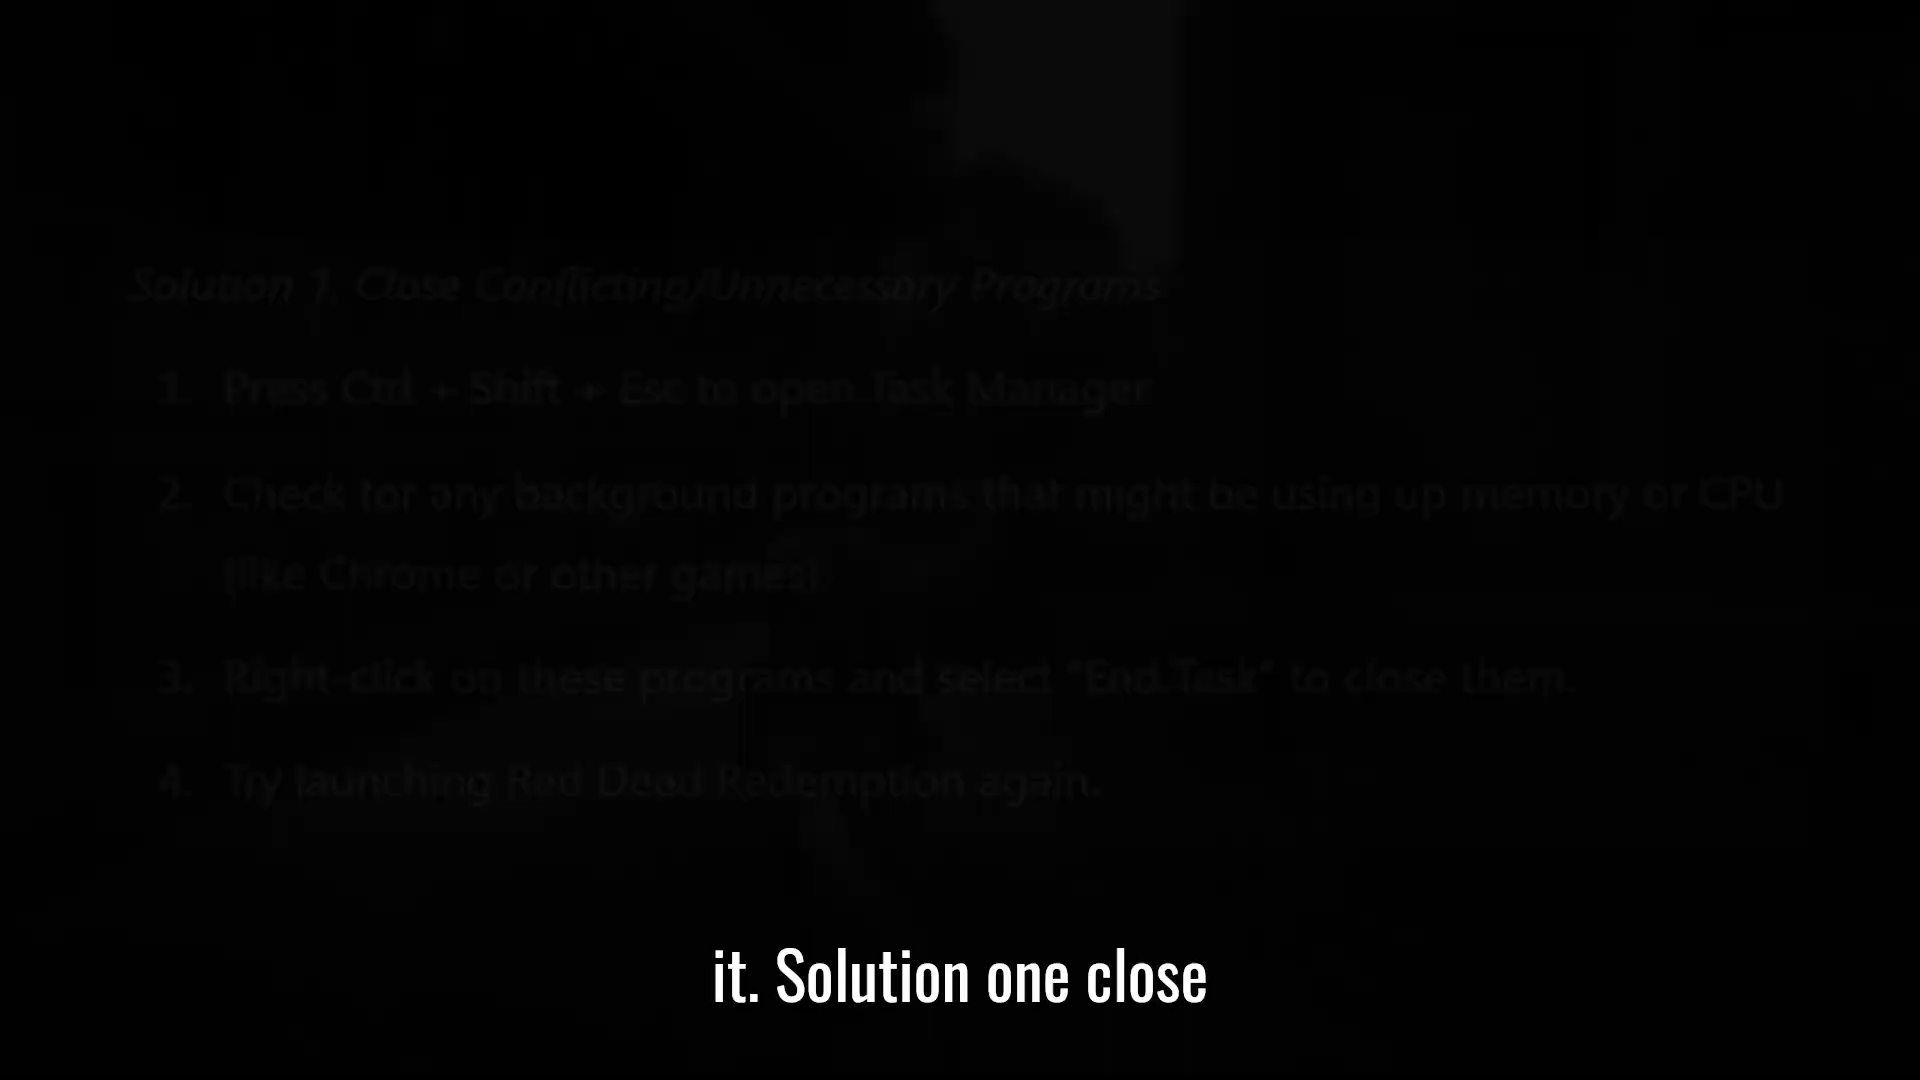 Solution 1. Close Conflicting/Unnecessary Programs
1. Press Ctrl + Shift + Esc to open Task Manager
2. Check for any background programs that might be using up memory or CPU
(like Chrome or other games).
3. Right-click on these programs and select "End Task" to close them.
4. Try launching Red Dead Redemption again.
it. Solution one close